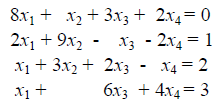 8x₁ + x₂ + 3x₃ + 2x₄ = 0
2x₁ + 9x₂ - x₃ - 2x₄ = 1
x₁ + 3x₂ + 2x₃ - x₄ = 2
x₁ + 6x₃ + 4x₄ = 3